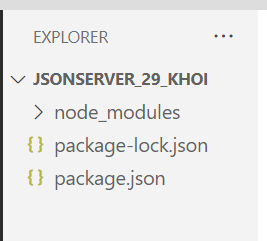 EXPLORER
JSONSERVER_29_KHOI
node_modules
package-lock.json
package.json